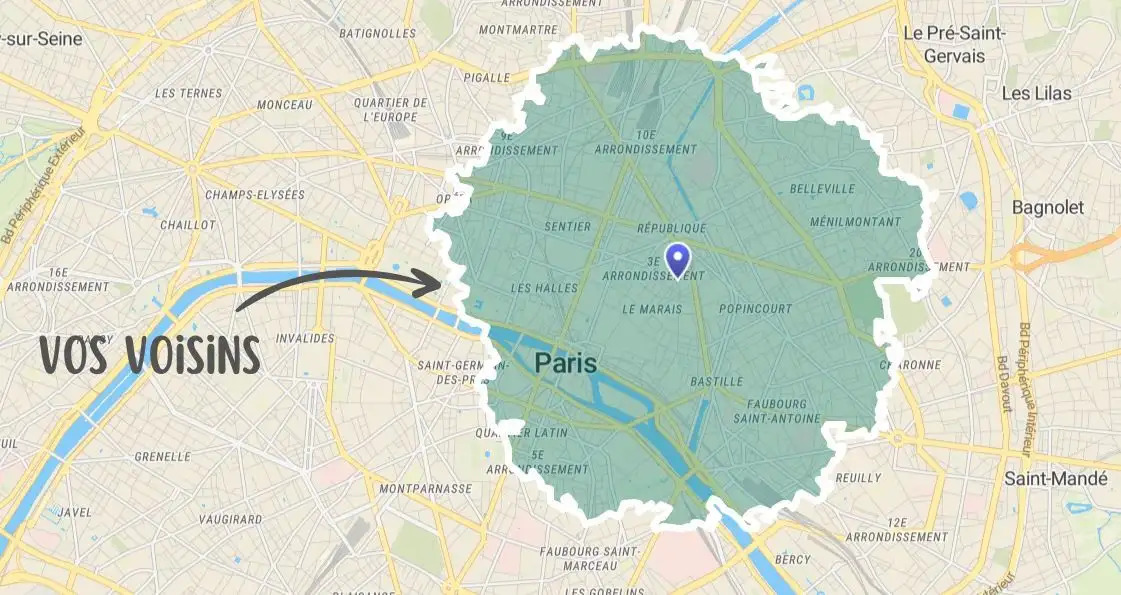 -sur-Seine
BATIGNOLLES
MONTMARTRE
Le Pré-Saint-
Gervais
PIGALLE
LES TERNES
MONCEAU
QUARTIER DE
L'EUROPE
Les Lilas
9E
ARRONDISSEMENT
10E
ARRONDISSEMENT
Bd Périphérique Extérieur
CHAMPS-ELYSÉES
BELLEVILLE
Bagnolet
CHAILLOT
SENTIER
RÉPUBLIQUE
MÉNILMONTANT
16E
ARRONDISSEMENT
3E
ARRONDISSEMENT
20E
ARRONDISSEMENT
LES HALLES
LE MARAIS
POPINCOURT
VOS VOiSiNS
INVALIDES
Paris
SAINT-GERMAIN-
DES-PRÉS
BASTILLE
CHARONNE
Bd Davout
Bd Périphérique Intérieur
FAUBOURG
SAINT-ANTOINE
QUARTIER LATIN
5E
ARRONDISSEMENT
GRENELLE
MONTPARNASSE
REUILLY
Saint-Mandé
JAVEL
VAUGIRARD
12E
ARRONDISSEMENT
FAUBOURG SAINT-
MARCEAU
BERCY
PLAISANCE
LES GOBELINS